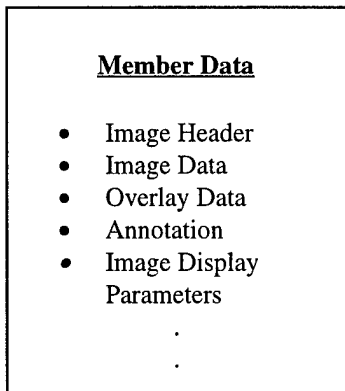 Member Data
• Image Header
• Image Data
• Overlay Data
• Annotation
• Image Display
Parameters
.
.